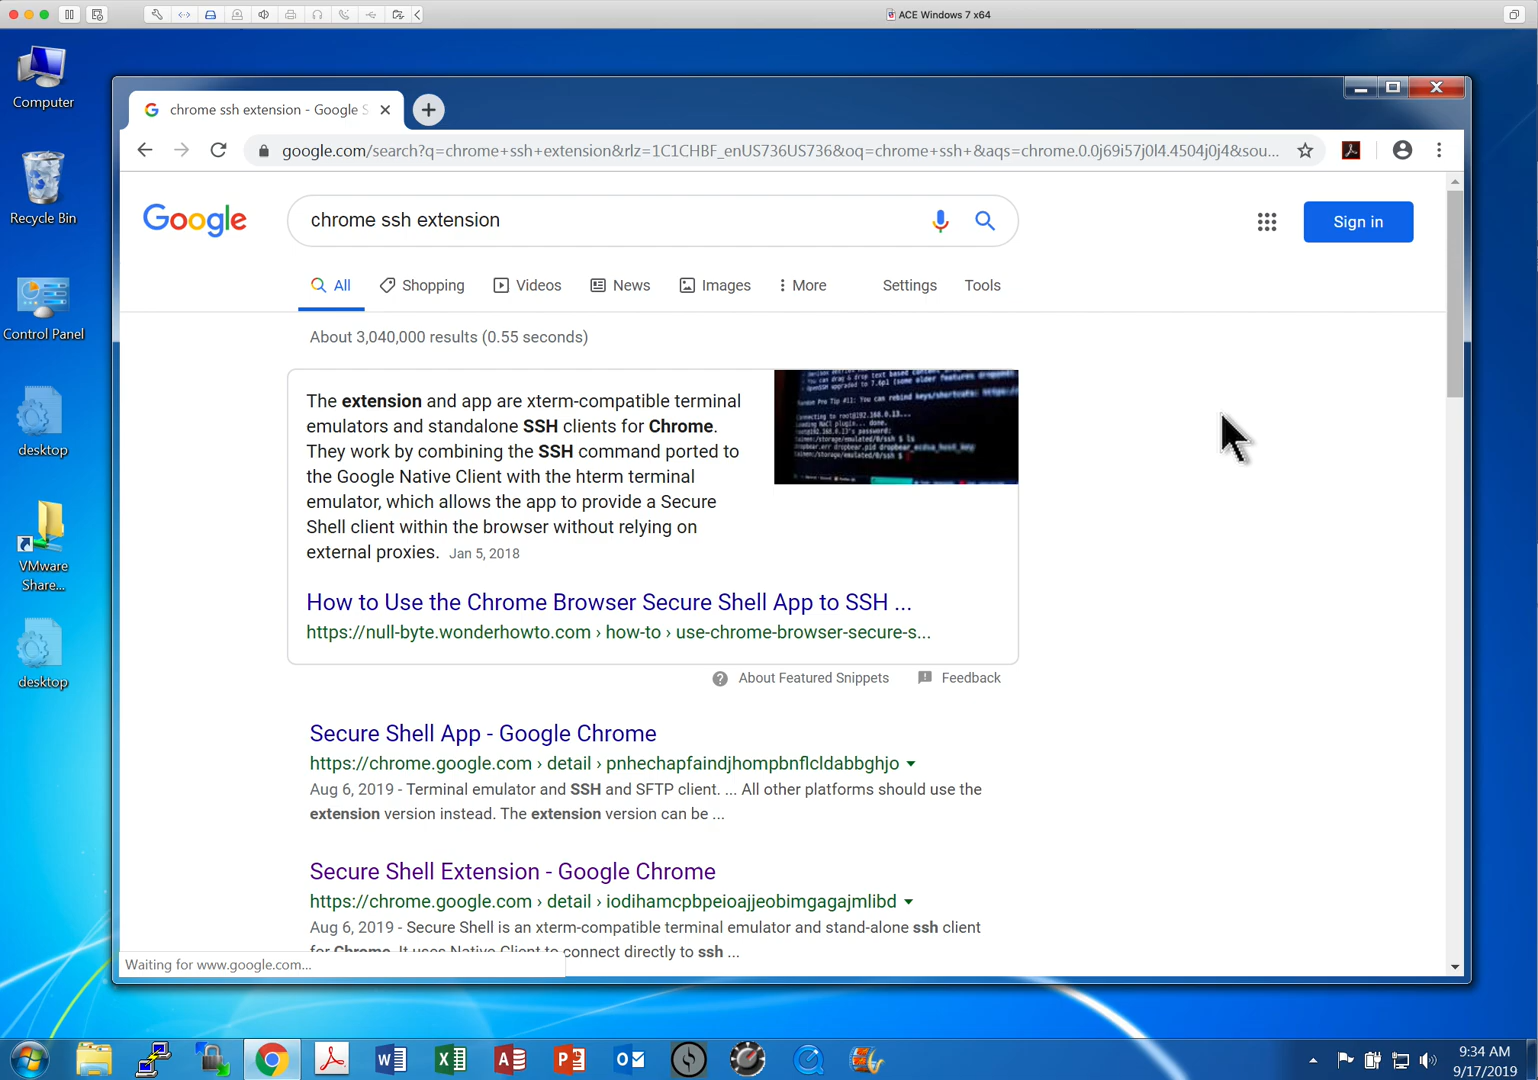 ACE Windows 7 x64
Computer
Recycle Bin
Control Panel
desktop
VMware
Share...
desktop
chrome ssh extension - Google S
google.com/search?q=chrome+ssh+extension&rlz=1C1CHBF_enUS736US736&oq=chrome+ssh+&aqs=chrome.0.0j69i57j0l4.4504j0j4&sou...
Google
chrome ssh extension
Sign in
All Shopping Videos News Images More Settings Tools
About 3,040,000 results (0.55 seconds)
The extension and app are xterm-compatible terminal
emulators and standalone SSH clients for Chrome.
They work by combining the SSH command ported to
the Google Native Client with the hterm terminal
emulator, which allows the app to provide a Secure
Shell client within the browser without relying on
external proxies. Jan 5, 2018
How to Use the Chrome Browser Secure Shell App to SSH ...
https://null-byte.wonderhowto.com › how-to › use-chrome-browser-secure-s...
About Featured Snippets Feedback
Secure Shell App - Google Chrome
https://chrome.google.com › detail › pnhechapfaindjhompbnflcldabbghjo
Aug 6, 2019 - Terminal emulator and SSH and SFTP client. ... All other platforms should use the
extension version instead. The extension version can be ...
Secure Shell Extension - Google Chrome
https://chrome.google.com › detail › iodihamcpbpeioajjeobimgagajmlibd
Aug 6, 2019 - Secure Shell is an xterm-compatible terminal emulator and stand-alone ssh client
for Chrome. It uses Native Client to connect directly to ssh ...
Waiting for www.google.com...
9:34 AM
9/17/2019